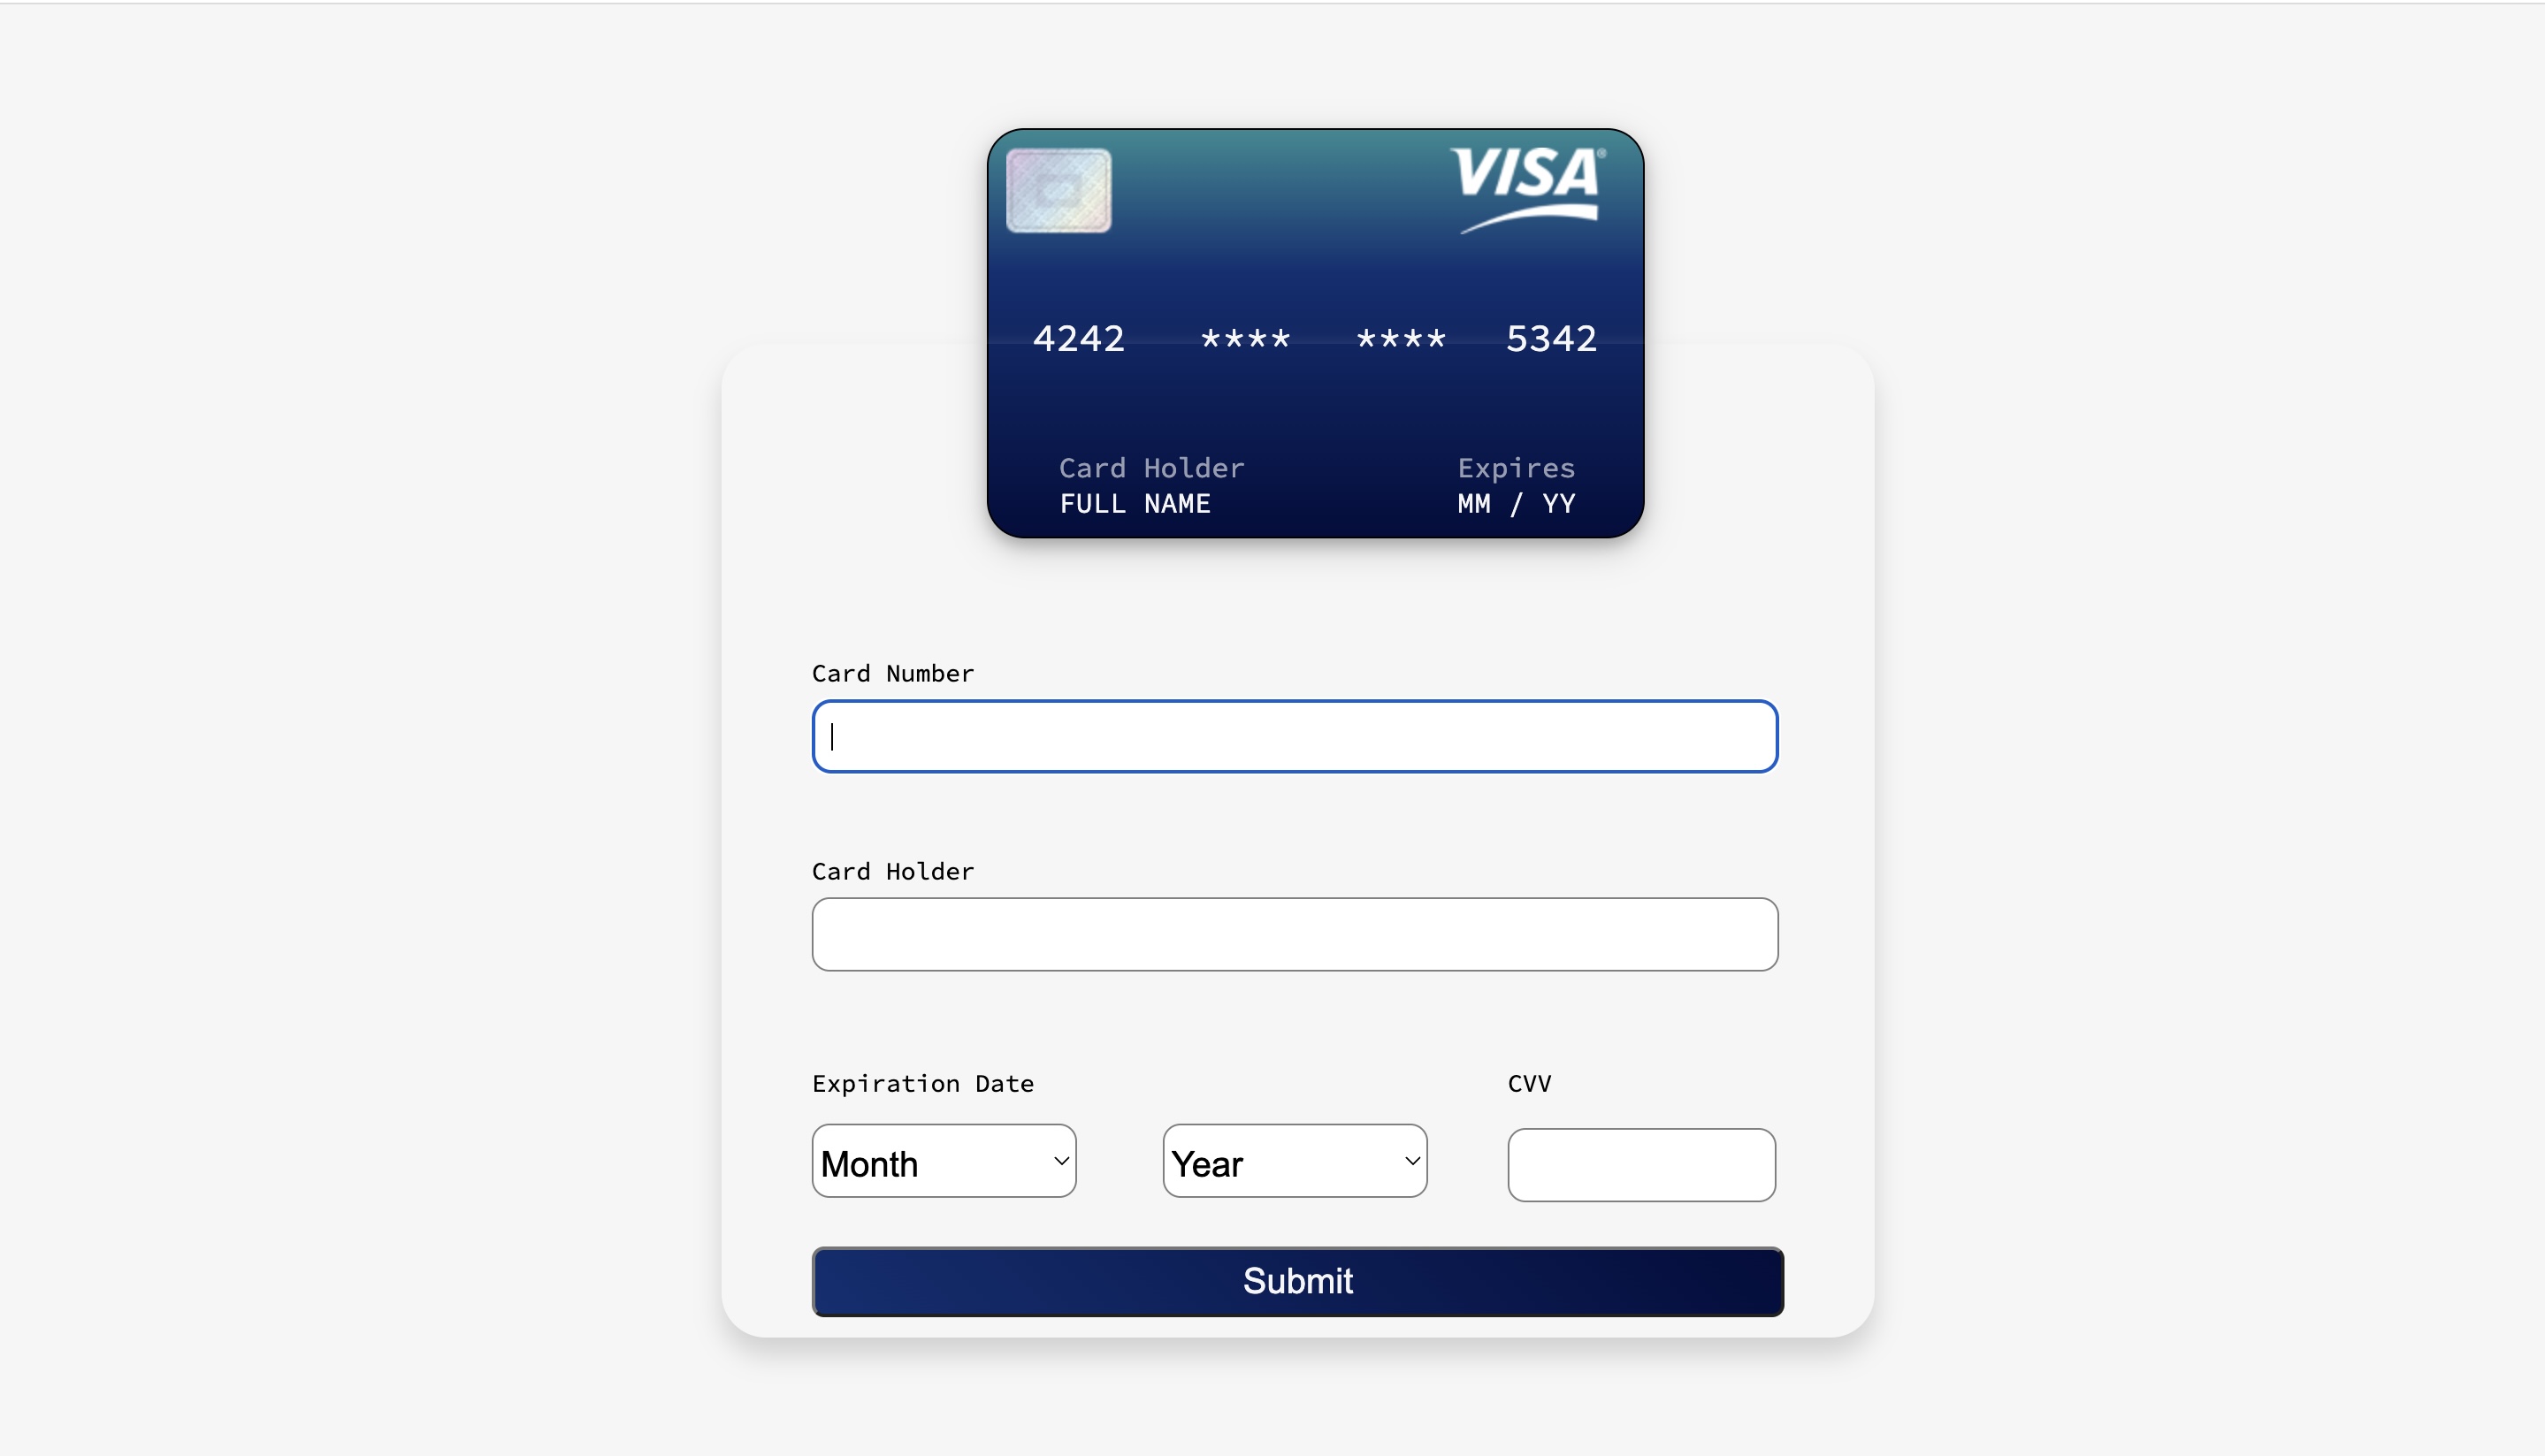 VISA®
4242 **** **** 5342
Card Holder Expires
FULL NAME MM / YY
Card Number
Card Holder
Expiration Date CVV
Month Year
Submit